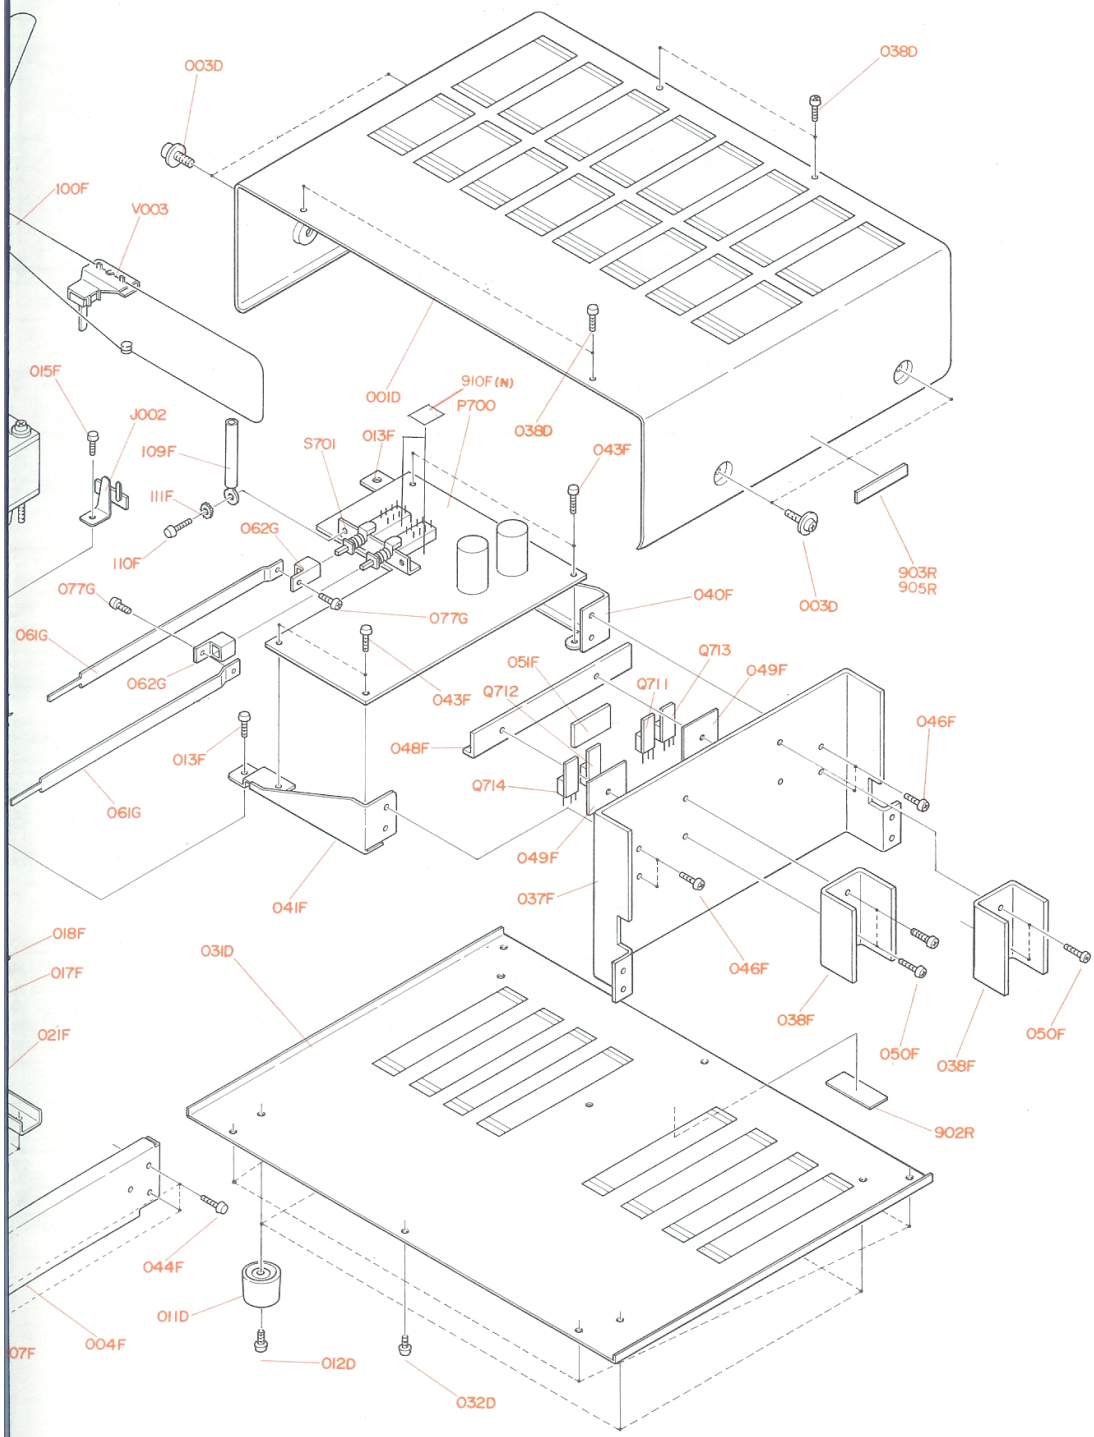 038D
003D
100F
V003
015F
J002
109F
111F
110F
001D
910F(N)
P700
013F
S701
038D
043F
062G
077G
077G
061G
062G
903R
905R
003D
040F
051F
Q713
Q712
Q711
049F
043F
048F
013F
046F
061G
Q714
049F
037F
041F
018F
031D
017F
046F
038F
050F
050F
038F
021F
902R
044F
011D
004F
07F
012D
032D